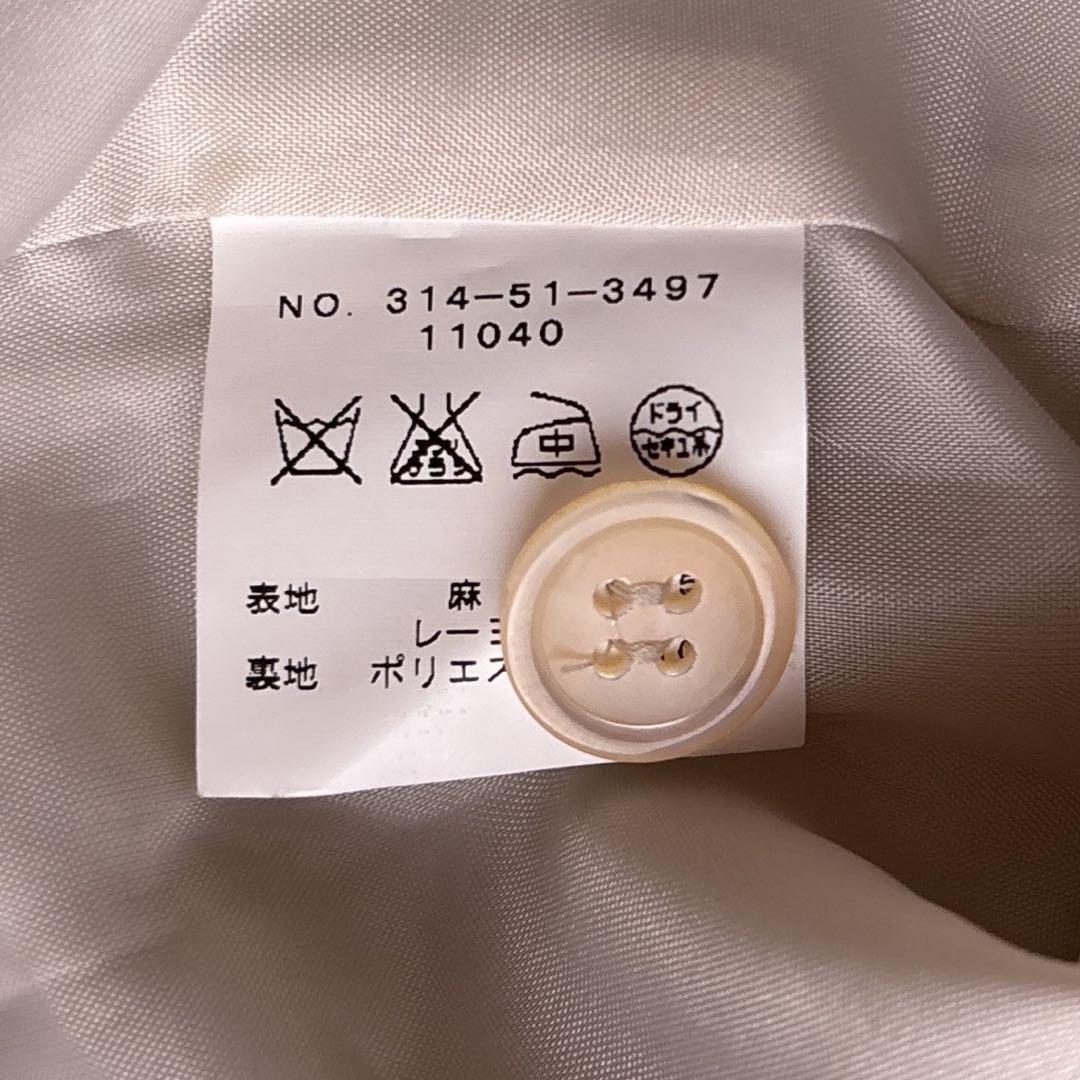 NO. 314-51-3497
11040
中
ドライ
セキユ系
表地 麻
レー
裏地 ポリエス